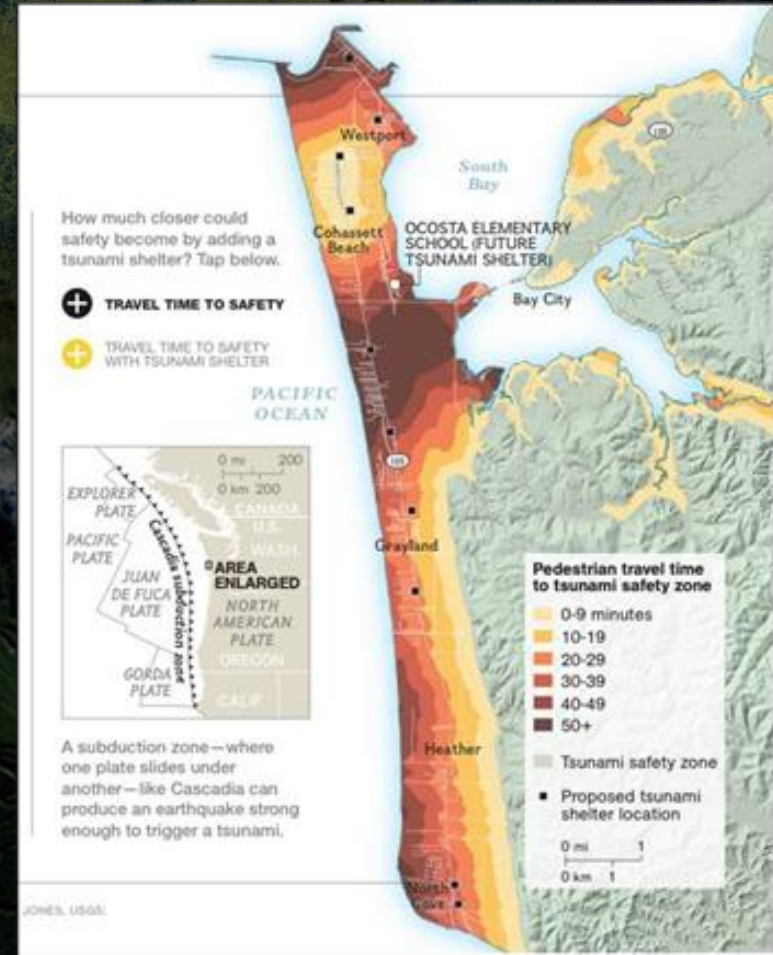 Westport
105
South
Bay
How much closer could
safety become by adding a
tsunami shelter? Tap below.
Cohassett
Beach
OCOSTA ELEMENTARY
SCHOOL (FUTURE
TSUNAMI SHELTER)
TRAVEL TIME TO SAFETY
Bay City
TRAVEL TIME TO SAFETY
WITH TSUNAMI SHELTER
PACIFIC
OCEAN
105
0 mi 200
0 km 200
EXPLORER
PLATE
CANADA
U.S.
PACIFIC
PLATE
WASH.
Cascadia subduction zone
AREA
ENLARGED
JUAN
DE FUCA
PLATE
NORTH
AMERICAN
PLATE
OREGON
GORDA
PLATE
CALIF.
Grayland
Pedestrian travel time
to tsunami safety zone
0-9 minutes
10-19
20-29
30-39
40-49
50+
Tsunami safety zone
Proposed tsunami
shelter location
0 mi 1
0 km 1
Heather
A subduction zone—where
one plate slides under
another—like Cascadia can
produce an earthquake strong
enough to trigger a tsunami.
North
Cove
JONES, USGS;